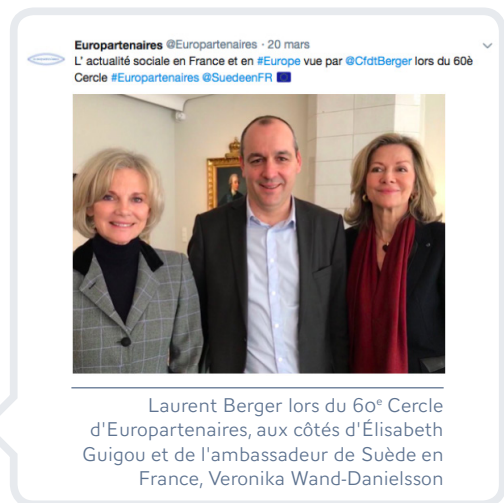 Europartenaires @Europartenaires · 20 mars
L' actualité sociale en France et en #Europe vue par @CfdtBerger lors du 60è
Cercle #Europartenaires @SuedeenFR
Laurent Berger lors du 60e Cercle
d'Europartenaires, aux côtés d'Élisabeth
Guigou et de l'ambassadeur de Suède en
France, Veronika Wand-Danielsson